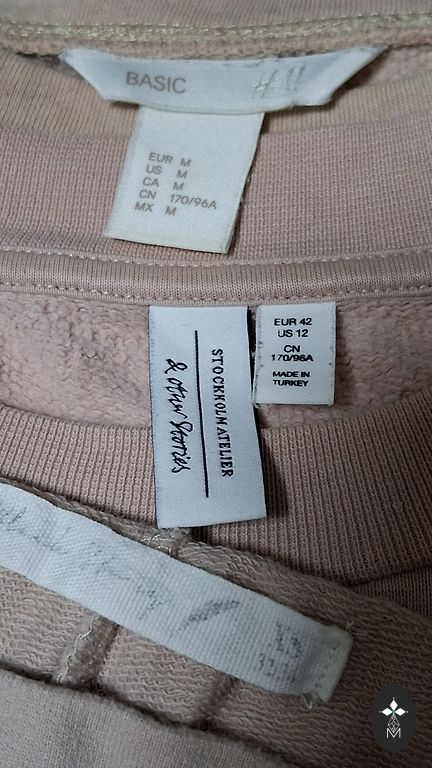 BASIC
H&M
EUR M
US M
CA M
CN 170/96A
MX M
STOCKHOLM ATELIER
& Other Stories
EUR 42
US 12
CN
170/96A
MADE IN
TURKEY
M